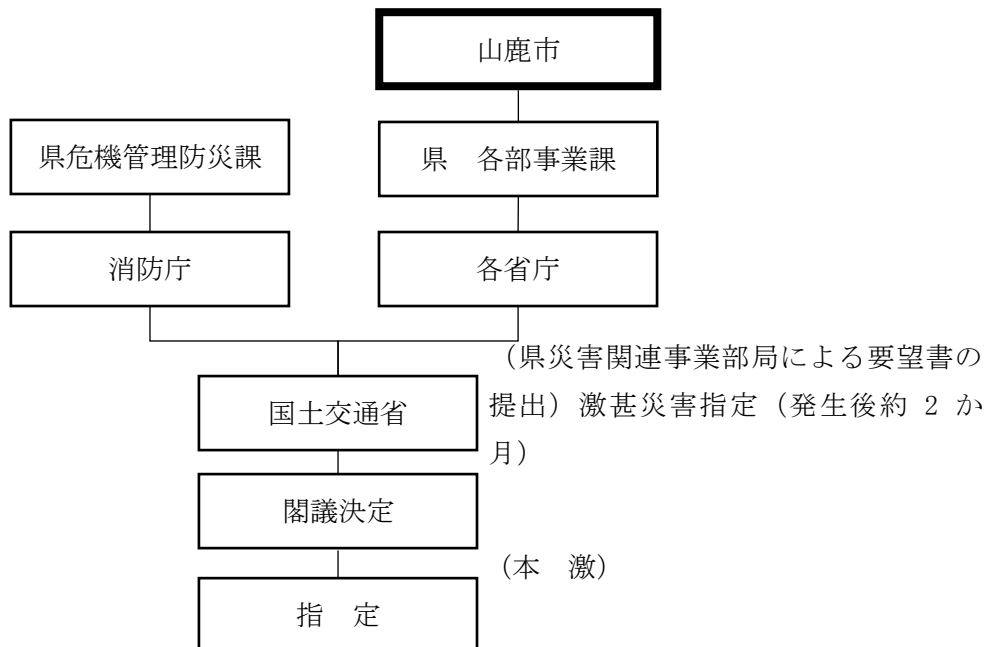 山鹿市
県危機管理防災課
県　各部事業課
消防庁
各省庁
（県災害関連事業部局による要望書の
提出）激甚災害指定（発生後約 2 か
月）
国土交通省
閣議決定
（本　激）
指　定